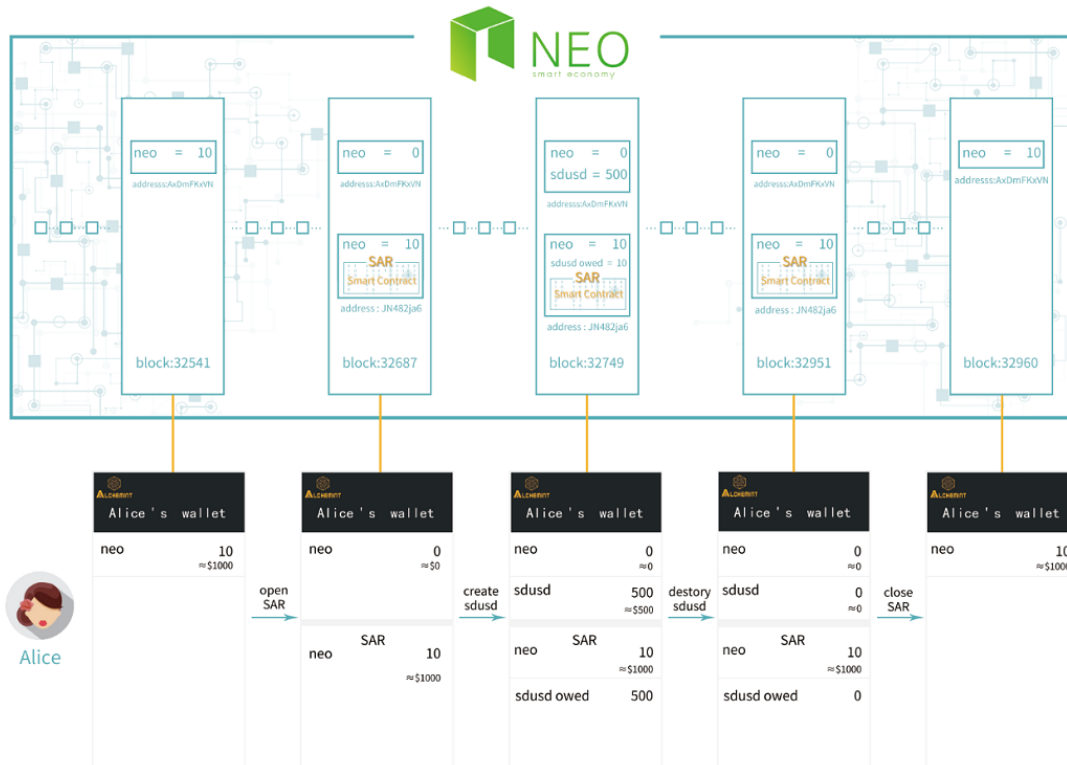 NEO
smart economy
neo = 10
addresss:AxDmFKxVN
block:32541
neo = 0
addresss:AxDmFKxVN
neo = 10
SAR
Smart Contract
address : JN482ja6
block:32687
neo = 0
sdusd = 500
addresss:AxDmFKxVN
neo = 10
sdusd owed = 10
SAR
Smart Contract
address : JN482ja6
block:32749
neo = 0
addresss:AxDmFKxVN
neo = 10
SAR
Smart Contract
address : JN482ja6
block:32951
neo = 10
addresss:AxDmFKxVN
block:32960
Alice
ALCHEMINT
Alice's wallet
neo 10
≈$1000
open
SAR
ALCHEMINT
Alice's wallet
neo 0
≈$0
SAR
neo 10
≈$1000
create
sdusd
ALCHEMINT
Alice's wallet
neo 0
≈0
sdusd 500
≈$500
SAR
neo 10
≈$1000
sdusd owed 500
destory
sdusd
ALCHEMINT
Alice's wallet
neo 0
≈0
sdusd 0
≈0
SAR
neo 10
≈$1000
sdusd owed 0
close
SAR
ALCHEMINT
Alice's wallet
neo 10
≈$1000